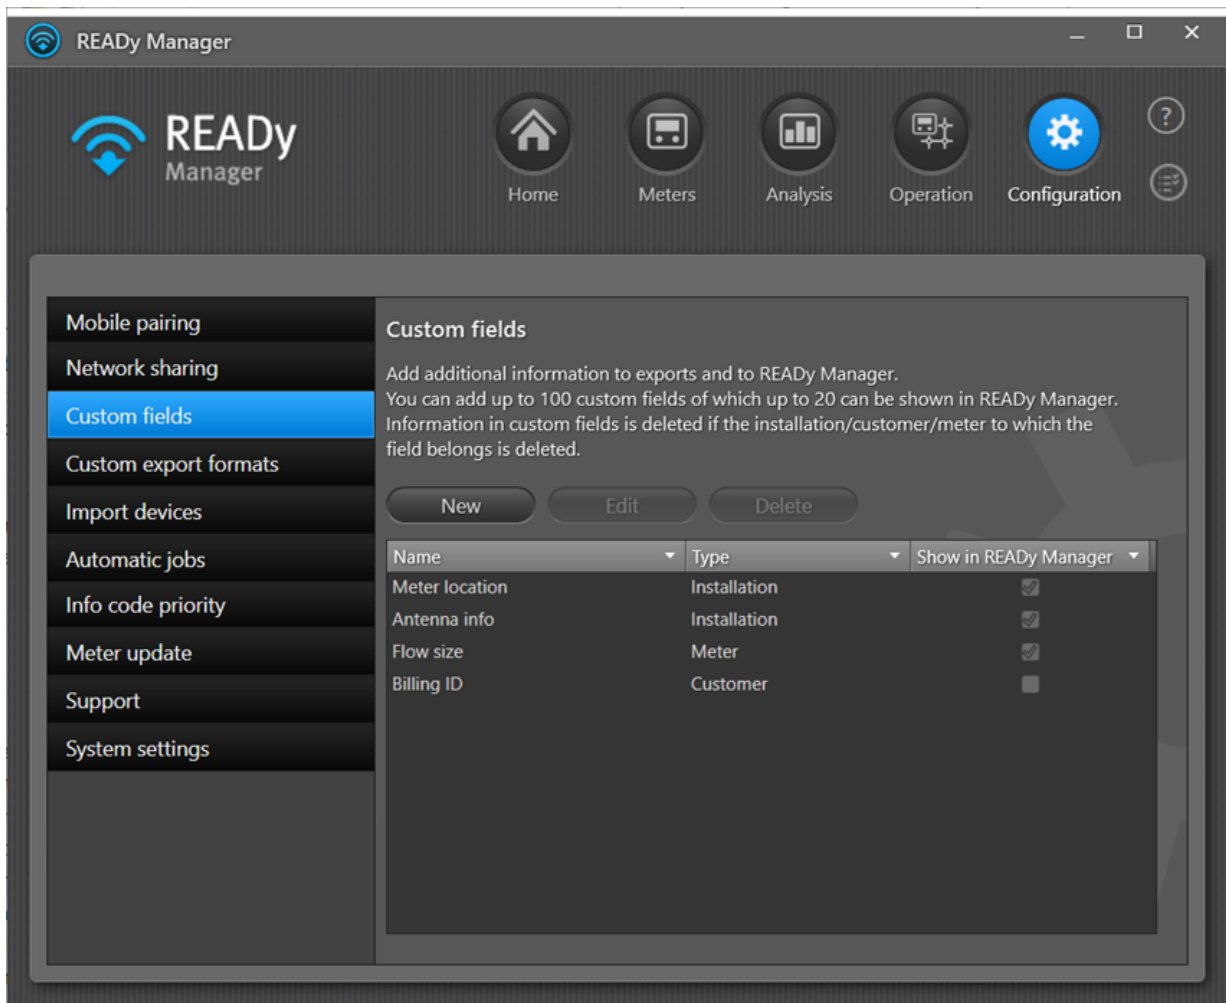 READy Manager
READy
Manager
Home
Meters
Analysis
Operation
Configuration
?
Mobile pairing
Network sharing
Custom fields
Custom export formats
Import devices
Automatic jobs
Info code priority
Meter update
Support
System settings
Custom fields
Add additional information to exports and to READy Manager.
You can add up to 100 custom fields of which up to 20 can be shown in READy Manager.
Information in custom fields is deleted if the installation/customer/meter to which the
field belongs is deleted.
New Edit Delete
Name Type Show in READy Manager
Meter location Installation
Antenna info Installation
Flow size Meter
Billing ID Customer